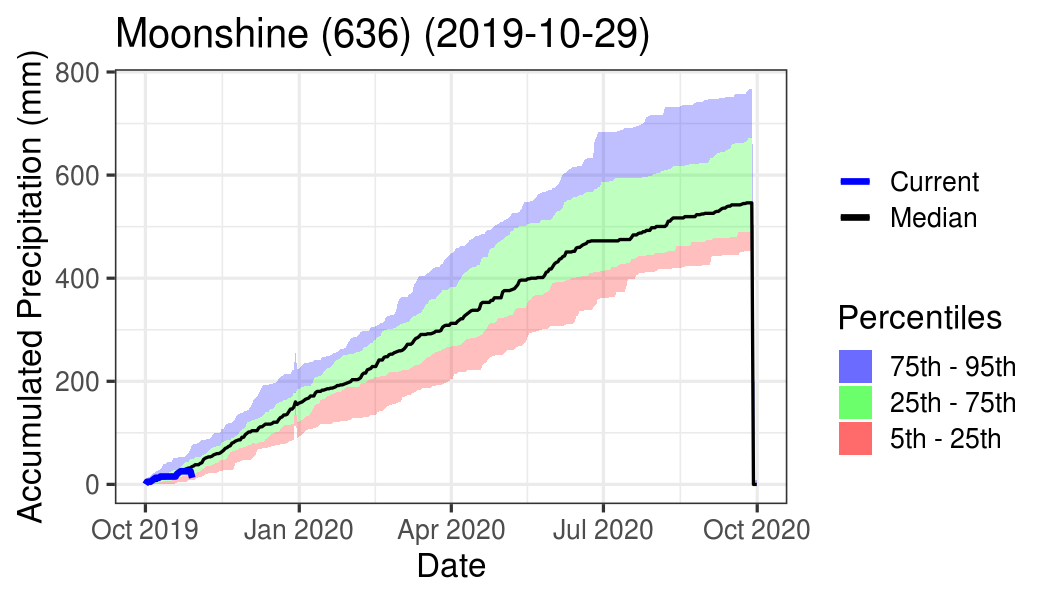 Moonshine (636) (2019-10-29)
Accumulated Precipitation (mm)
800
600
400
200
0
Oct 2019 Jan 2020 Apr 2020 Jul 2020 Oct 2020
Date
Current
Median
Percentiles
75th - 95th
25th - 75th
5th - 25th